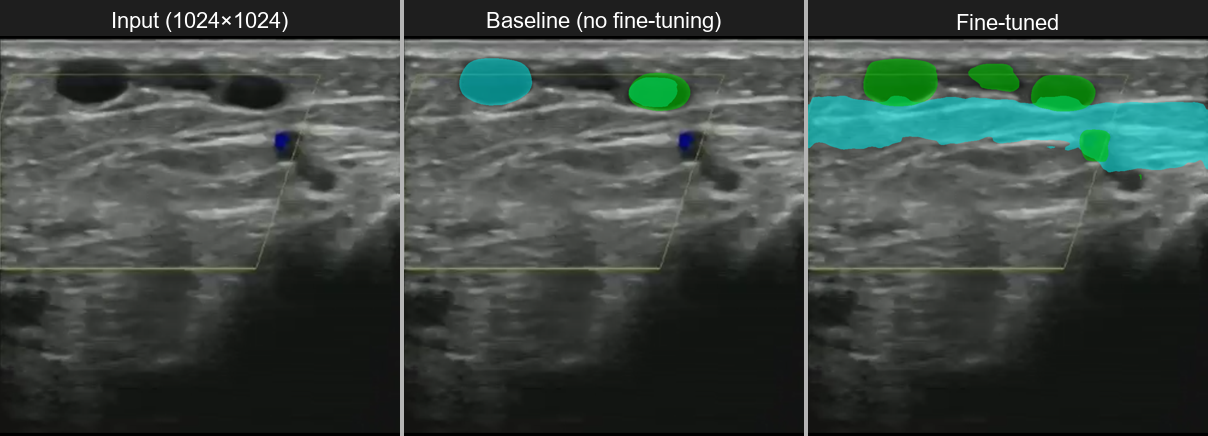 Input (1024×1024)
Baseline (no fine-tuning)
Fine-tuned